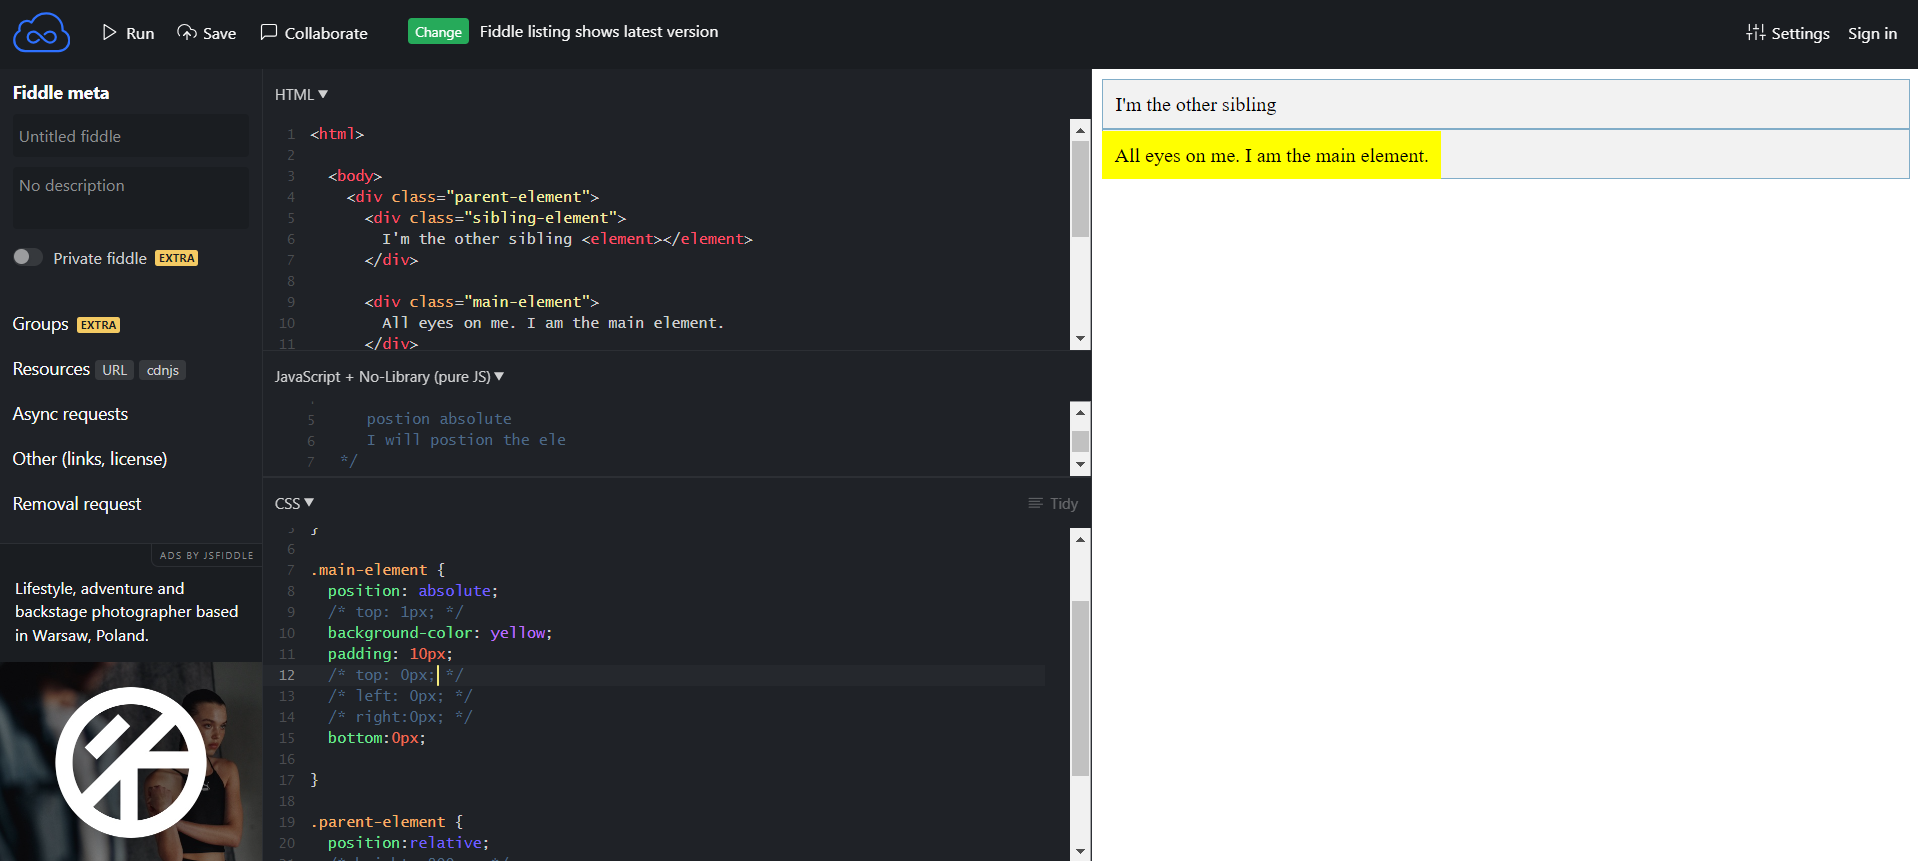 Run Save Collaborate Change Fiddle listing shows latest version Settings Sign in
Fiddle meta
Untitled fiddle
No description
Private fiddle EXTRA
Groups EXTRA
Resources URL cdnjs
Async requests
Other (links, license)
Removal request
ADS BY JSFIDDLE
Lifestyle, adventure and
backstage photographer based
in Warsaw, Poland.
HTML
1 <html>
2
3 <body>
4 <div class="parent-element">
5 <div class="sibling-element">
6 I'm the other sibling <element></element>
7 </div>
8
9 <div class="main-element">
10 All eyes on me. I am the main element.
11 </div>
JavaScript + No-Library (pure JS)
5 postion absolute
6 I will postion the ele
7 */
CSS Tidy
5 }
6
7 .main-element {
8 position: absolute;
9 /* top: 1px; */
10 background-color: yellow;
11 padding: 10px;
12 /* top: 0px; */
13 /* left: 0px; */
14 /* right:0px; */
15 bottom:0px;
16
17 }
18
19 .parent-element {
20 position:relative;
I'm the other sibling
All eyes on me. I am the main element.